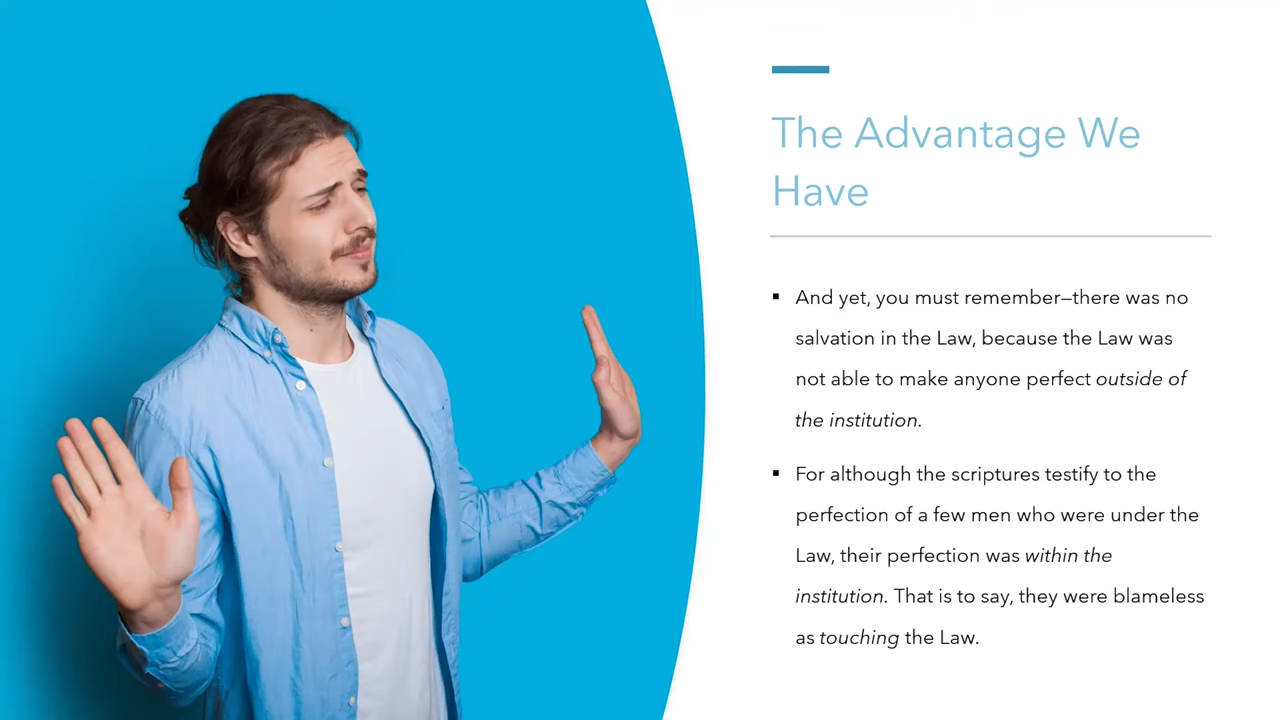 The Advantage We
Have
▪ And yet, you must remember–there was no
salvation in the Law, because the Law was
not able to make anyone perfect outside of
the institution.
▪ For although the scriptures testify to the
perfection of a few men who were under the
Law, their perfection was within the
institution. That is to say, they were blameless
as touching the Law.